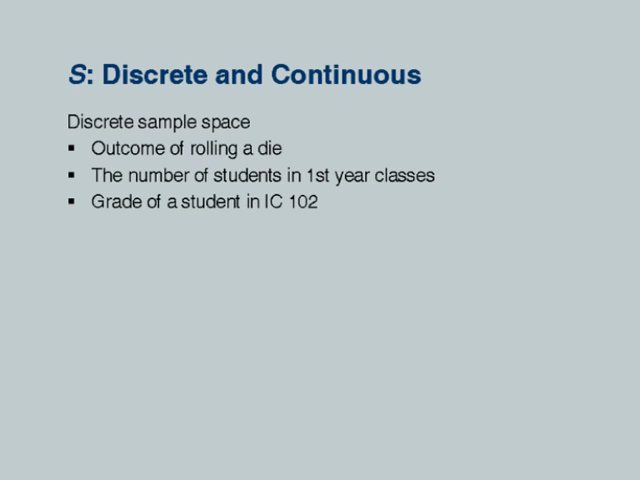 S: Discrete and Continuous
Discrete sample space
▪ Outcome of rolling a die
▪ The number of students in 1st year classes
▪ Grade of a student in IC 102